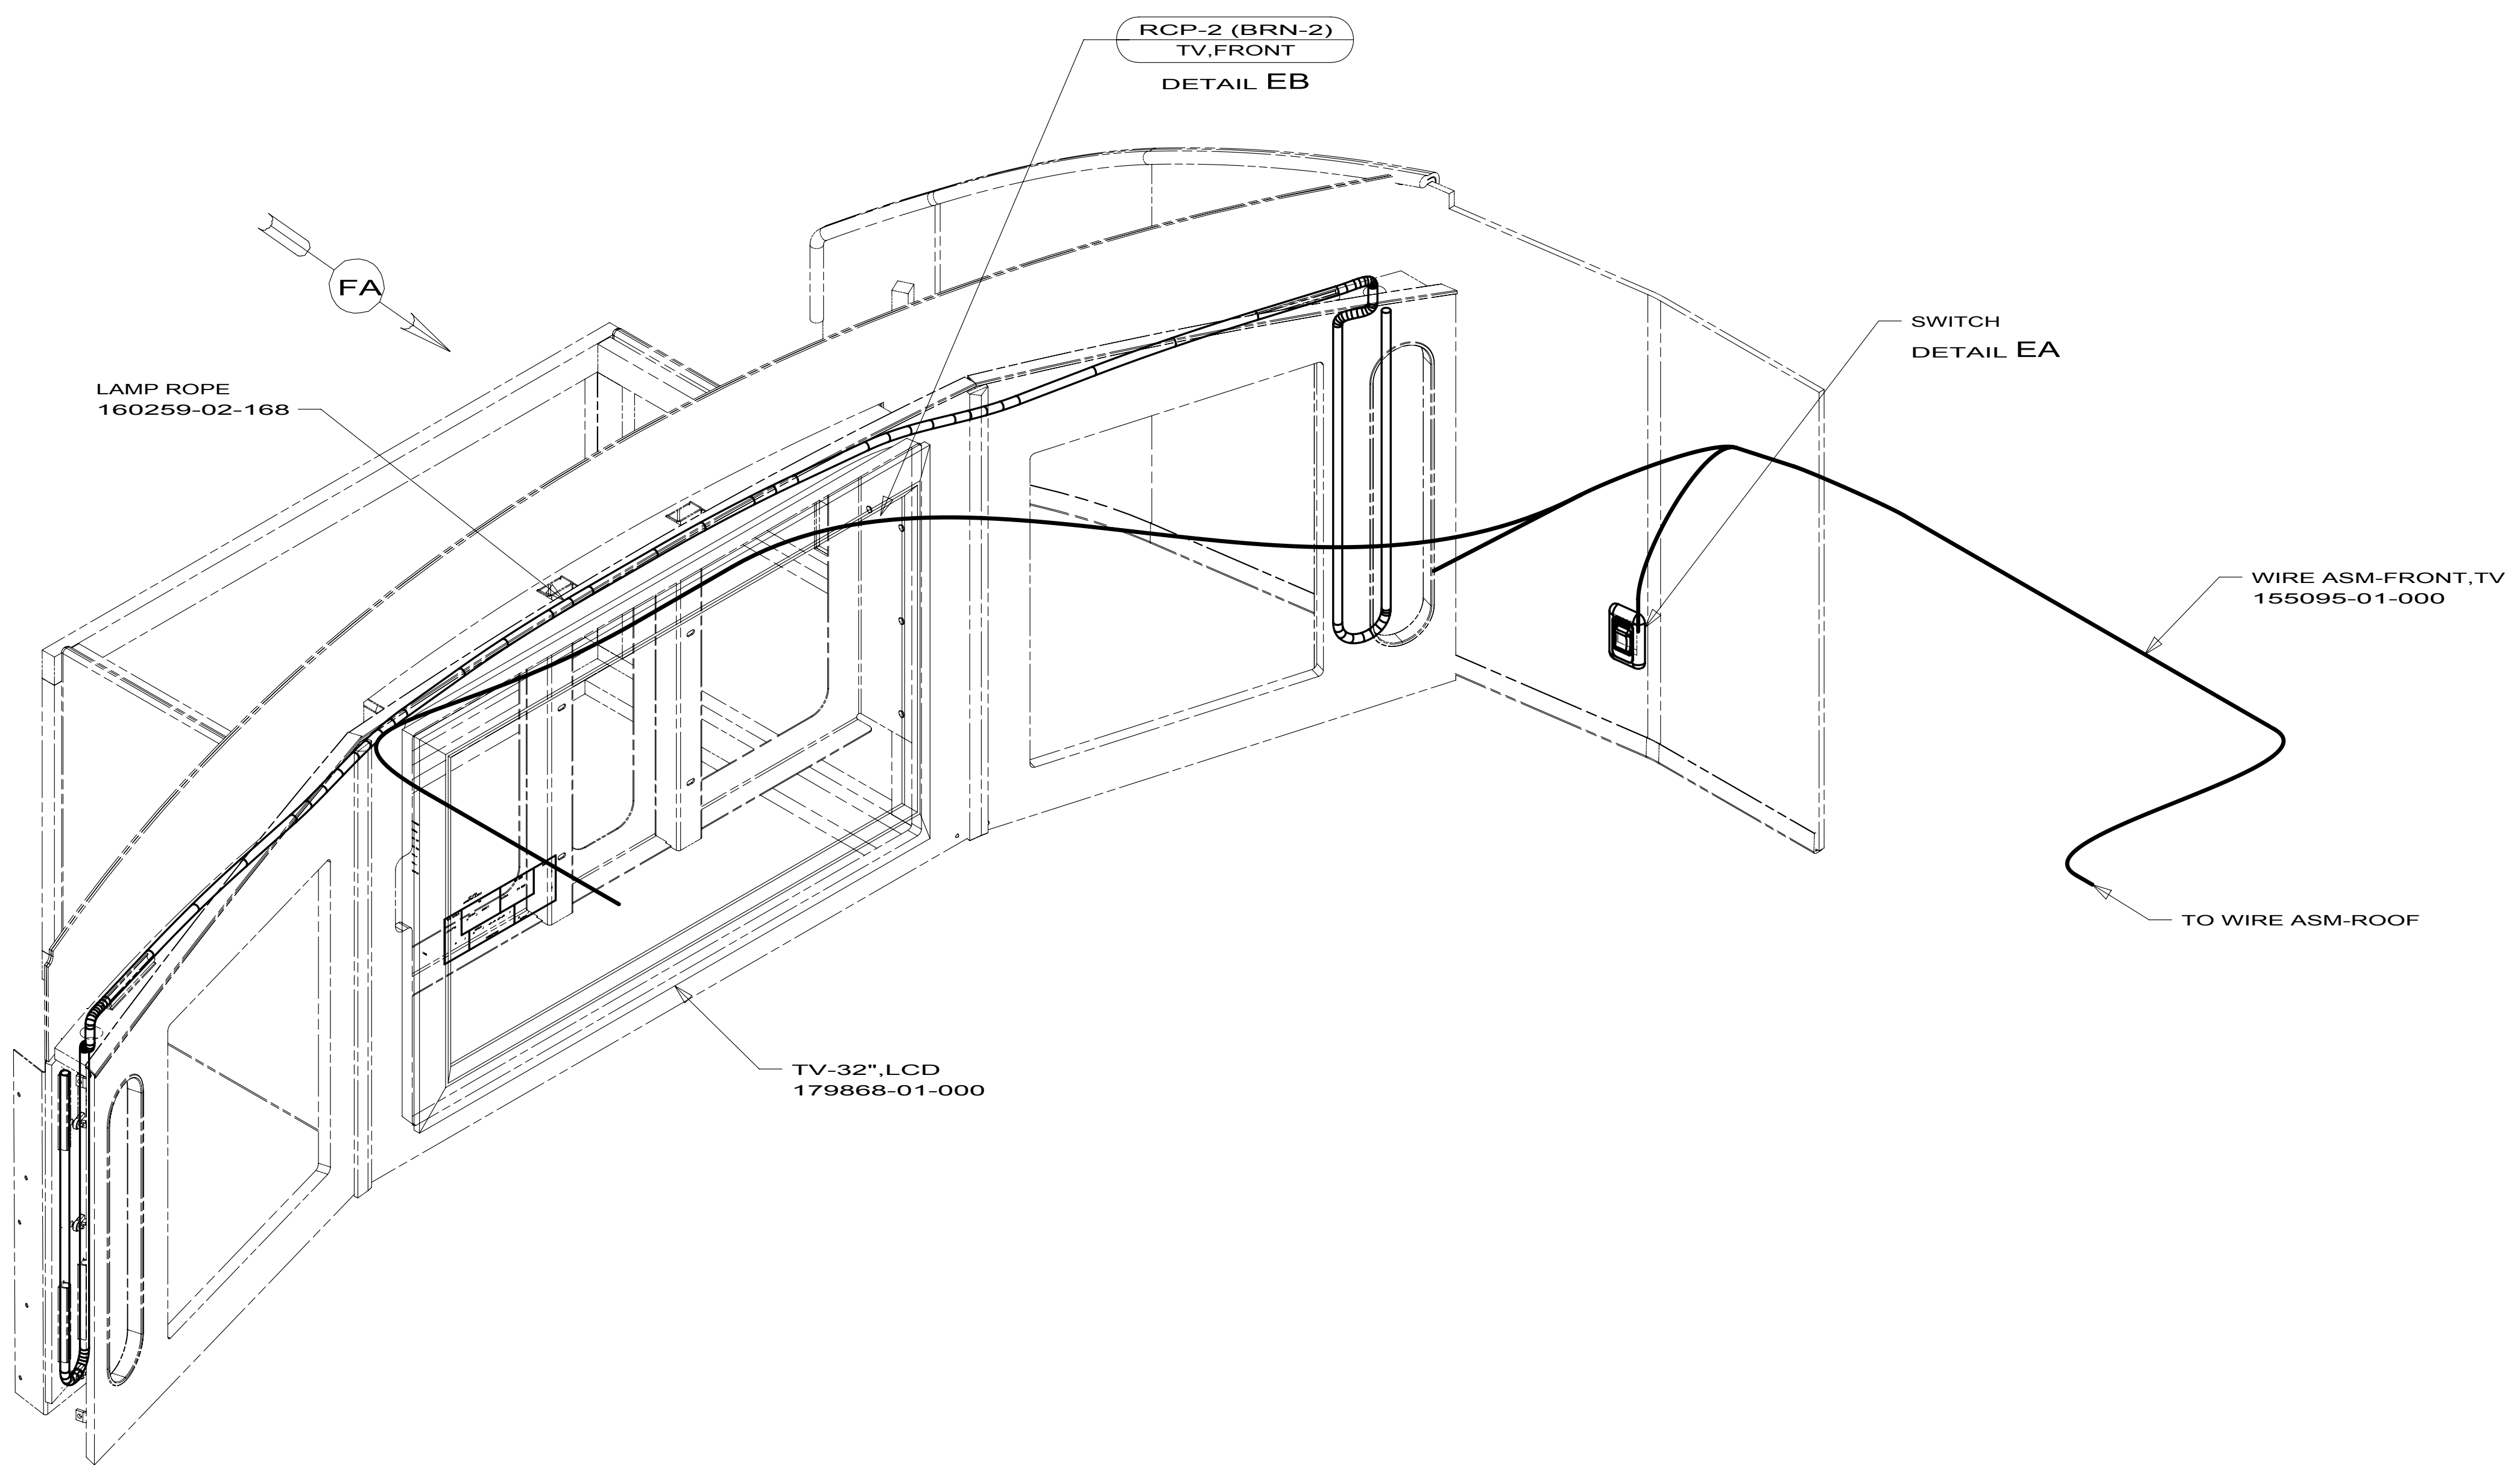 RCP-2 (BRN-2)
TV,FRONT
DETAIL EB
FA
SWITCH
DETAIL EA
LAMP ROPE
160259-02-168
WIRE ASM-FRONT,TV
155095-01-000
TO WIRE ASM-ROOF
TV-32",LCD
179868-01-000